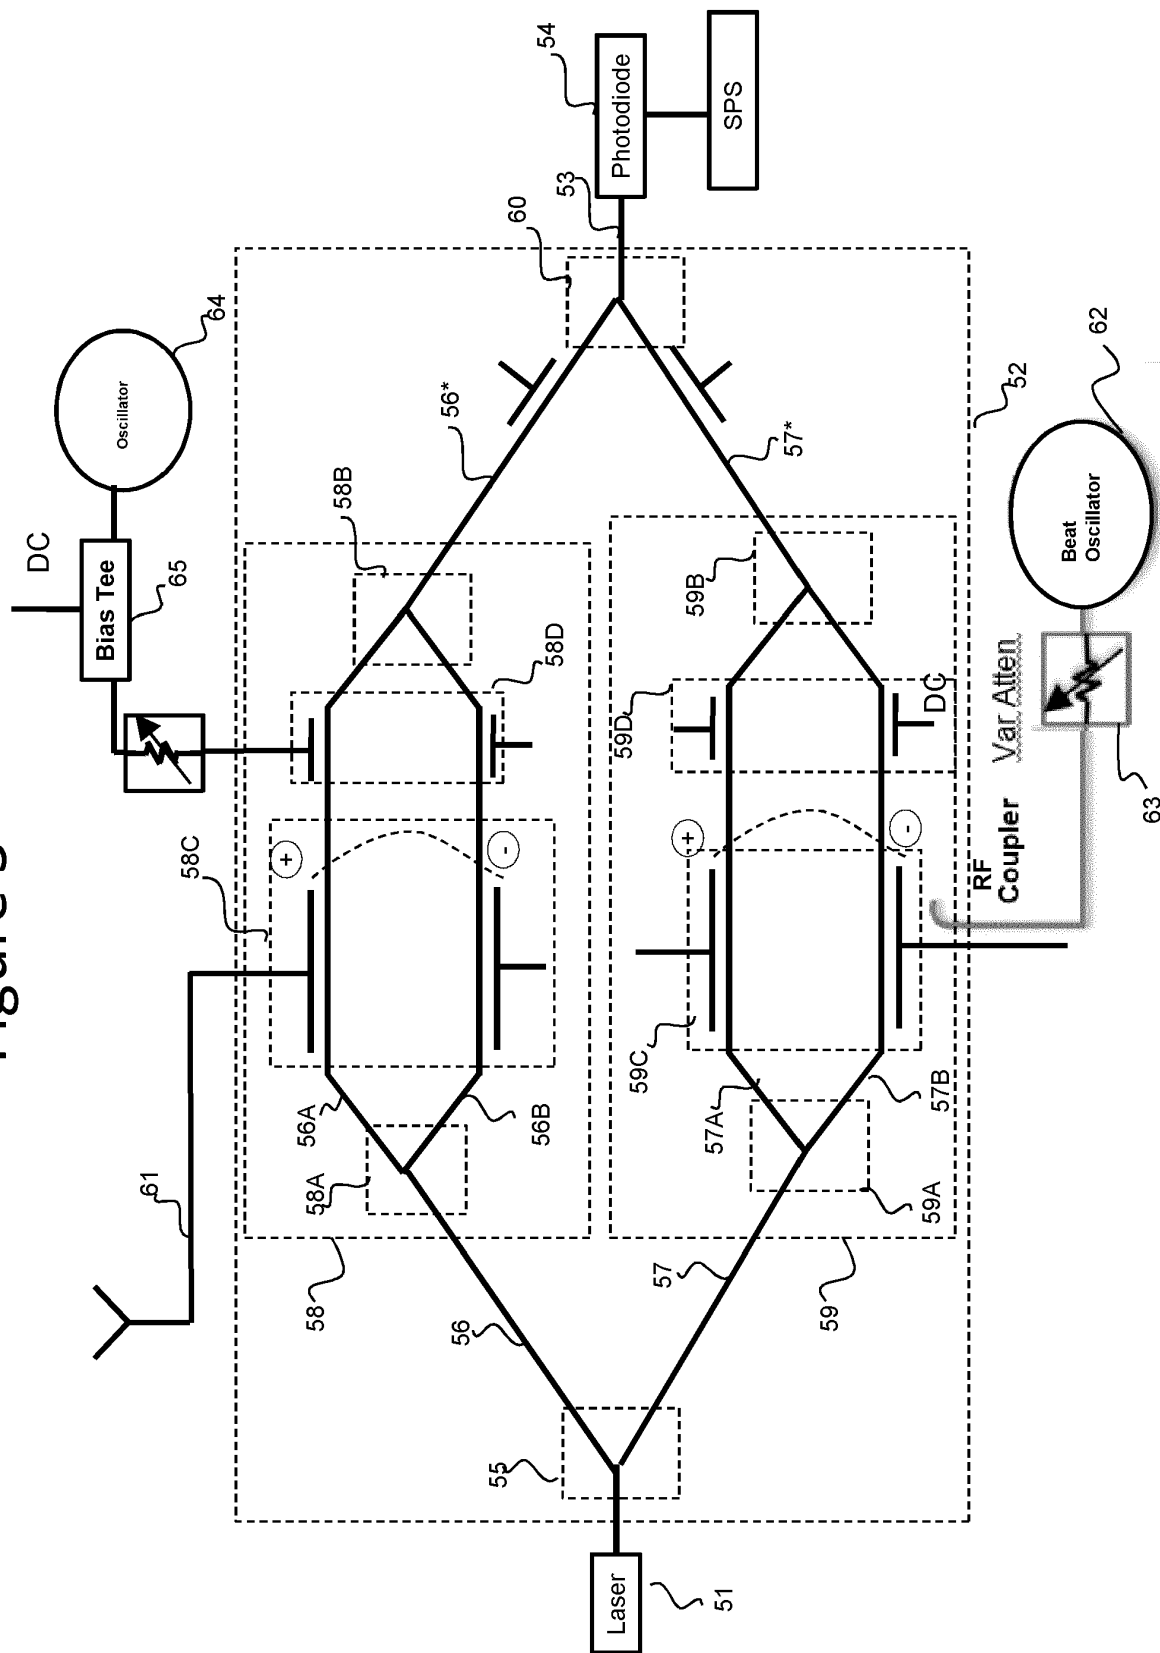 DC
Bias Tee
65
Oscillator
64
61
58C
+
-
58D
58B
56*
60
53
54
Photodiode
SPS
58
56
58A
56A
56B
55
Laser
51
57
59
59A
57A
57B
59C
+
-
59D
DC
59B
57*
52
RF
Coupler
Var Atten
63
Beat
Oscillator
62